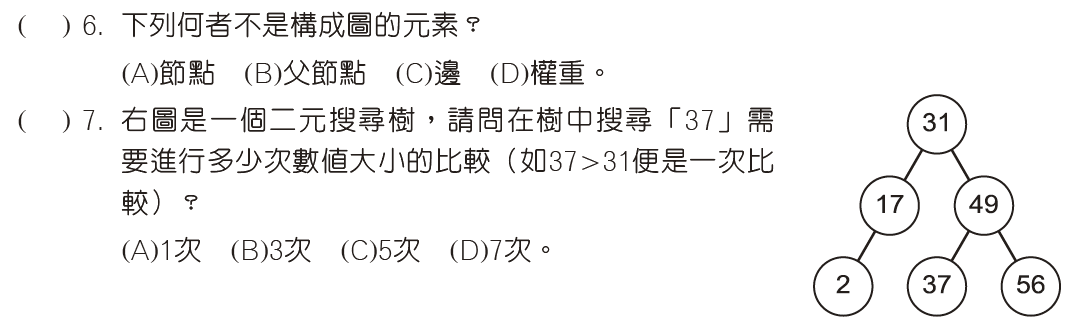 (　) 6. 下列何者不是構成圖的元素？
(A)節點　(B)父節點　(C)邊　(D)權重。
(　) 7. 右圖是一個二元搜尋樹，請問在樹中搜尋「37」需
要進行多少次數值大小的比較（如37>31便是一次比
較）？
(A)1次　(B)3次　(C)5次　(D)7次。
31
17 49
2 37 56